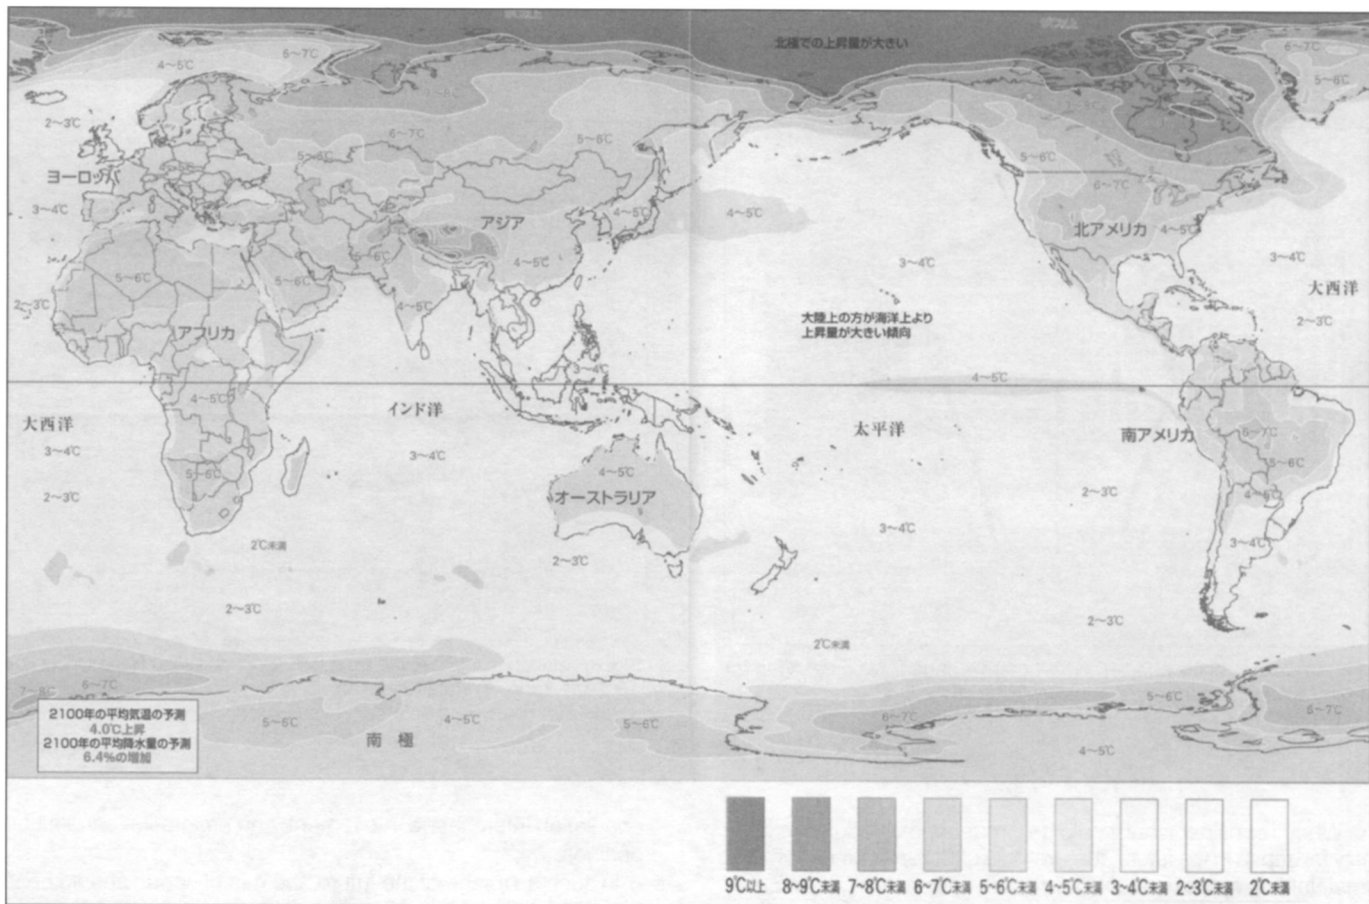 北極での上昇量が大きい
6〜7℃
5〜7℃
4〜5℃
5〜6℃
2〜3℃
6〜7℃
5〜6℃
5〜6℃
5〜6℃
6〜7℃
ヨーロッパ
3〜4℃
アジア
4〜5℃
4〜5℃
北アメリカ
4〜5℃
5〜6℃
4〜5℃
3〜4℃
3〜4℃
5〜6℃
5〜6℃
大西洋
2〜3℃
4〜5℃
2〜3℃
大陸上の方が海洋上より
上昇量が大きい傾向
アフリカ
4〜5℃
4〜5℃
インド洋
大西洋
太平洋
南アメリカ
3〜4℃
3〜4℃
5〜6℃
4〜5℃
5〜6℃
2〜3℃
オーストラリア
2〜3℃
3〜4℃
2℃未満
2〜3℃
3〜4℃
2〜3℃
2〜3℃
2℃未満
6〜7℃
7〜8℃
5〜6℃
2100年の平均気温の予測
4.0℃上昇
2100年の平均降水量の予測
6.4%の増加
5〜6℃
4〜5℃
5〜6℃
6〜7℃
南極
4〜5℃
9℃以上 8~9℃未満 7~8℃未満 6~7℃未満 5~6℃未満 4~5℃未満 3~4℃未満 2~3℃未満 2℃未満